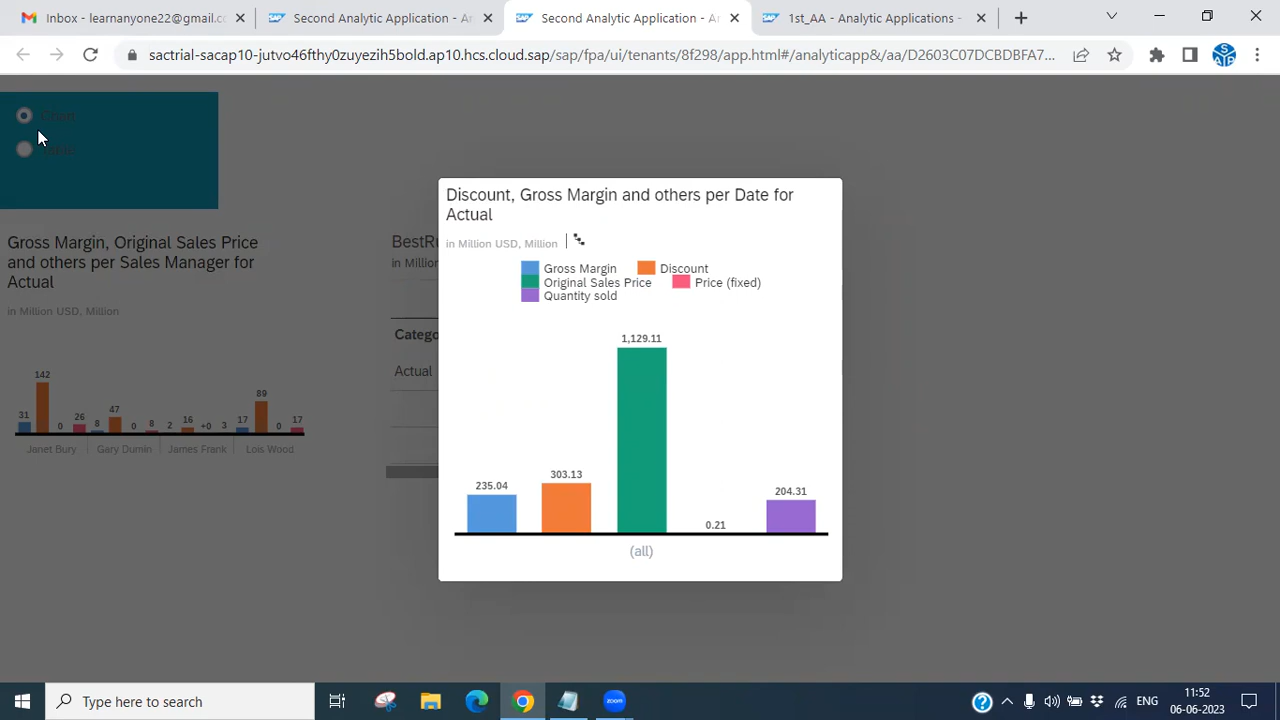 Inbox - learnanyone22@gmail.co
Second Analytic Application - An
Second Analytic Application - An
1st_AA - Analytic Applications -
sactrial-sacap10-jutvo46fthy0zuyezih5bold.ap10.hcs.cloud.sap/sap/fpa/ui/tenants/8f298/app.html#/analyticapp&/aa/D2603C07DCBDBFA7...
Gross Margin, Original Sales Price
and others per Sales Manager for
Actual
in Million USD, Million
142
31
0
26
8
47
0
8
2
16
+0
3
17
89
0
17
Janet Bury
Gary Dumin
James Frank
Lois Wood
BestRu
in Million
Catego
Actual
Discount, Gross Margin and others per Date for
Actual
in Million USD, Million
Gross Margin
Discount
Original Sales Price
Price (fixed)
Quantity sold
1,129.11
303.13
235.04
204.31
0.21
(all)
Type here to search
zoom
ENG
11:52
06-06-2023